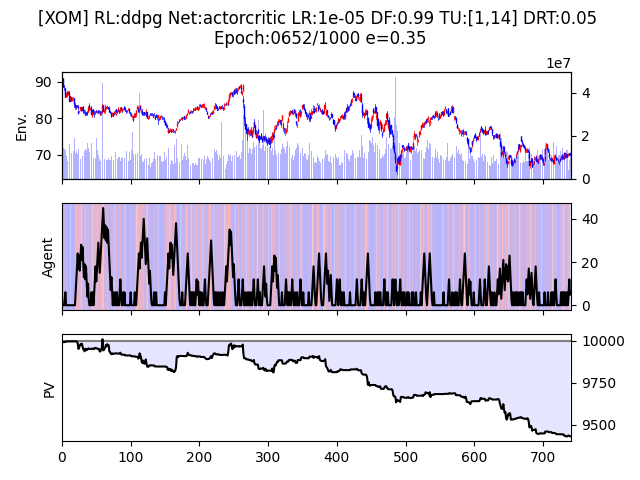 [XOM] RL:ddpg Net:actorcritic LR:1e-05 DF:0.99 TU:[1,14] DRT:0.05
Epoch:0652/1000 e=0.35
1e7
90
80
70
Env.
4
2
0
Agent
40
20
0
PV
10000
9750
9500
0 100 200 300 400 500 600 700